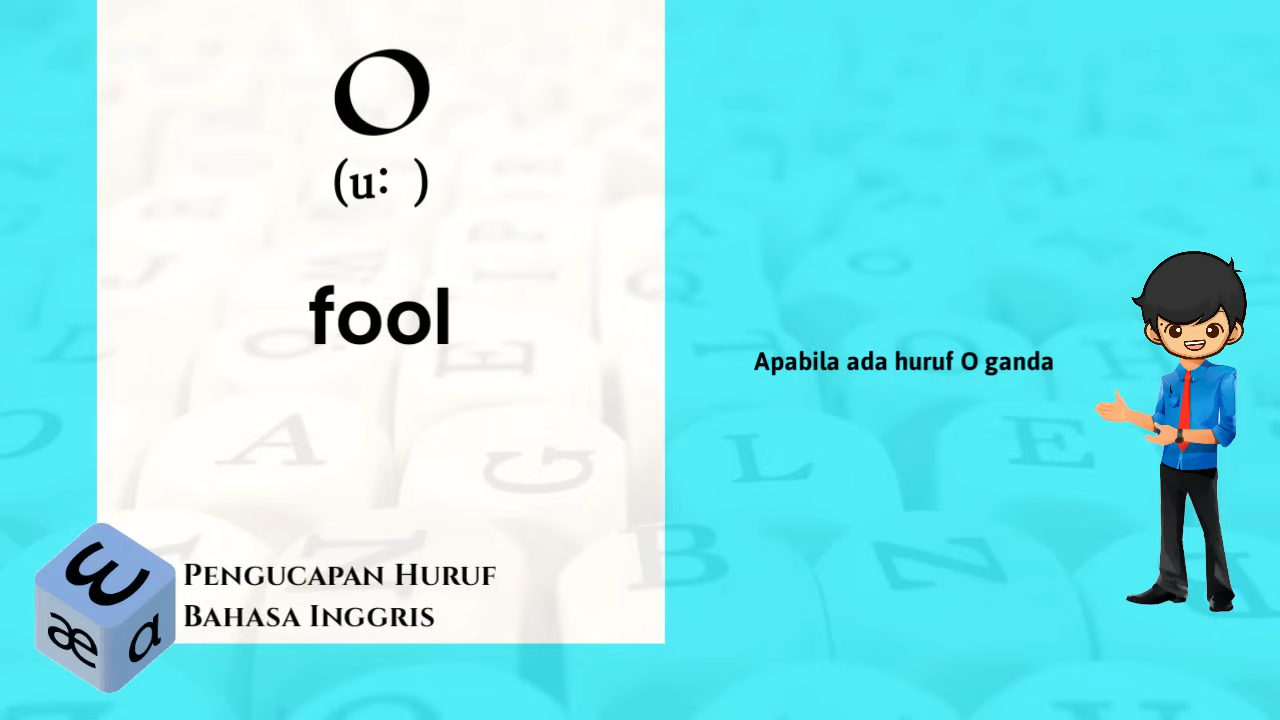 O
(u: )
fool
Apabila ada huruf O ganda
Pengucapan Huruf
Bahasa Inggris
ω
æ
ɑ